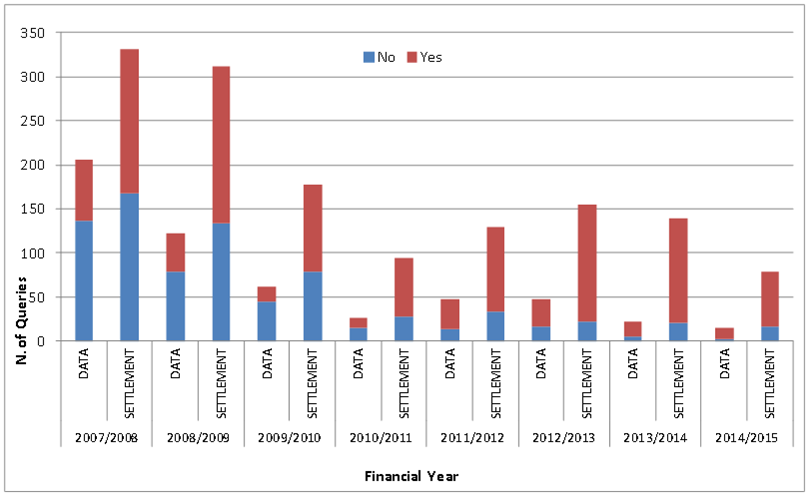 350
300
250
200
150
100
50
0
N. of Queries
No Yes
DATA SETTLEMENT DATA SETTLEMENT DATA SETTLEMENT DATA SETTLEMENT DATA SETTLEMENT DATA SETTLEMENT DATA SETTLEMENT DATA SETTLEMENT
2007/2008 2008/2009 2009/2010 2010/2011 2011/2012 2012/2013 2013/2014 2014/2015
Financial Year